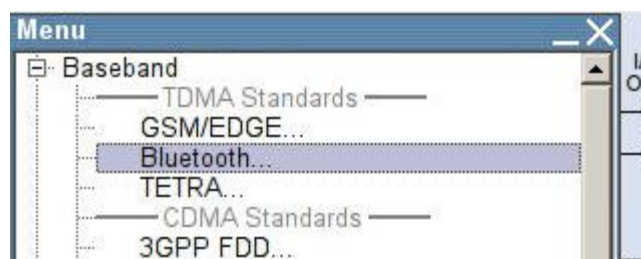 Menu
Baseband
TDMA Standards
GSM/EDGE...
Bluetooth...
TETRA...
CDMA Standards
3GPP FDD...